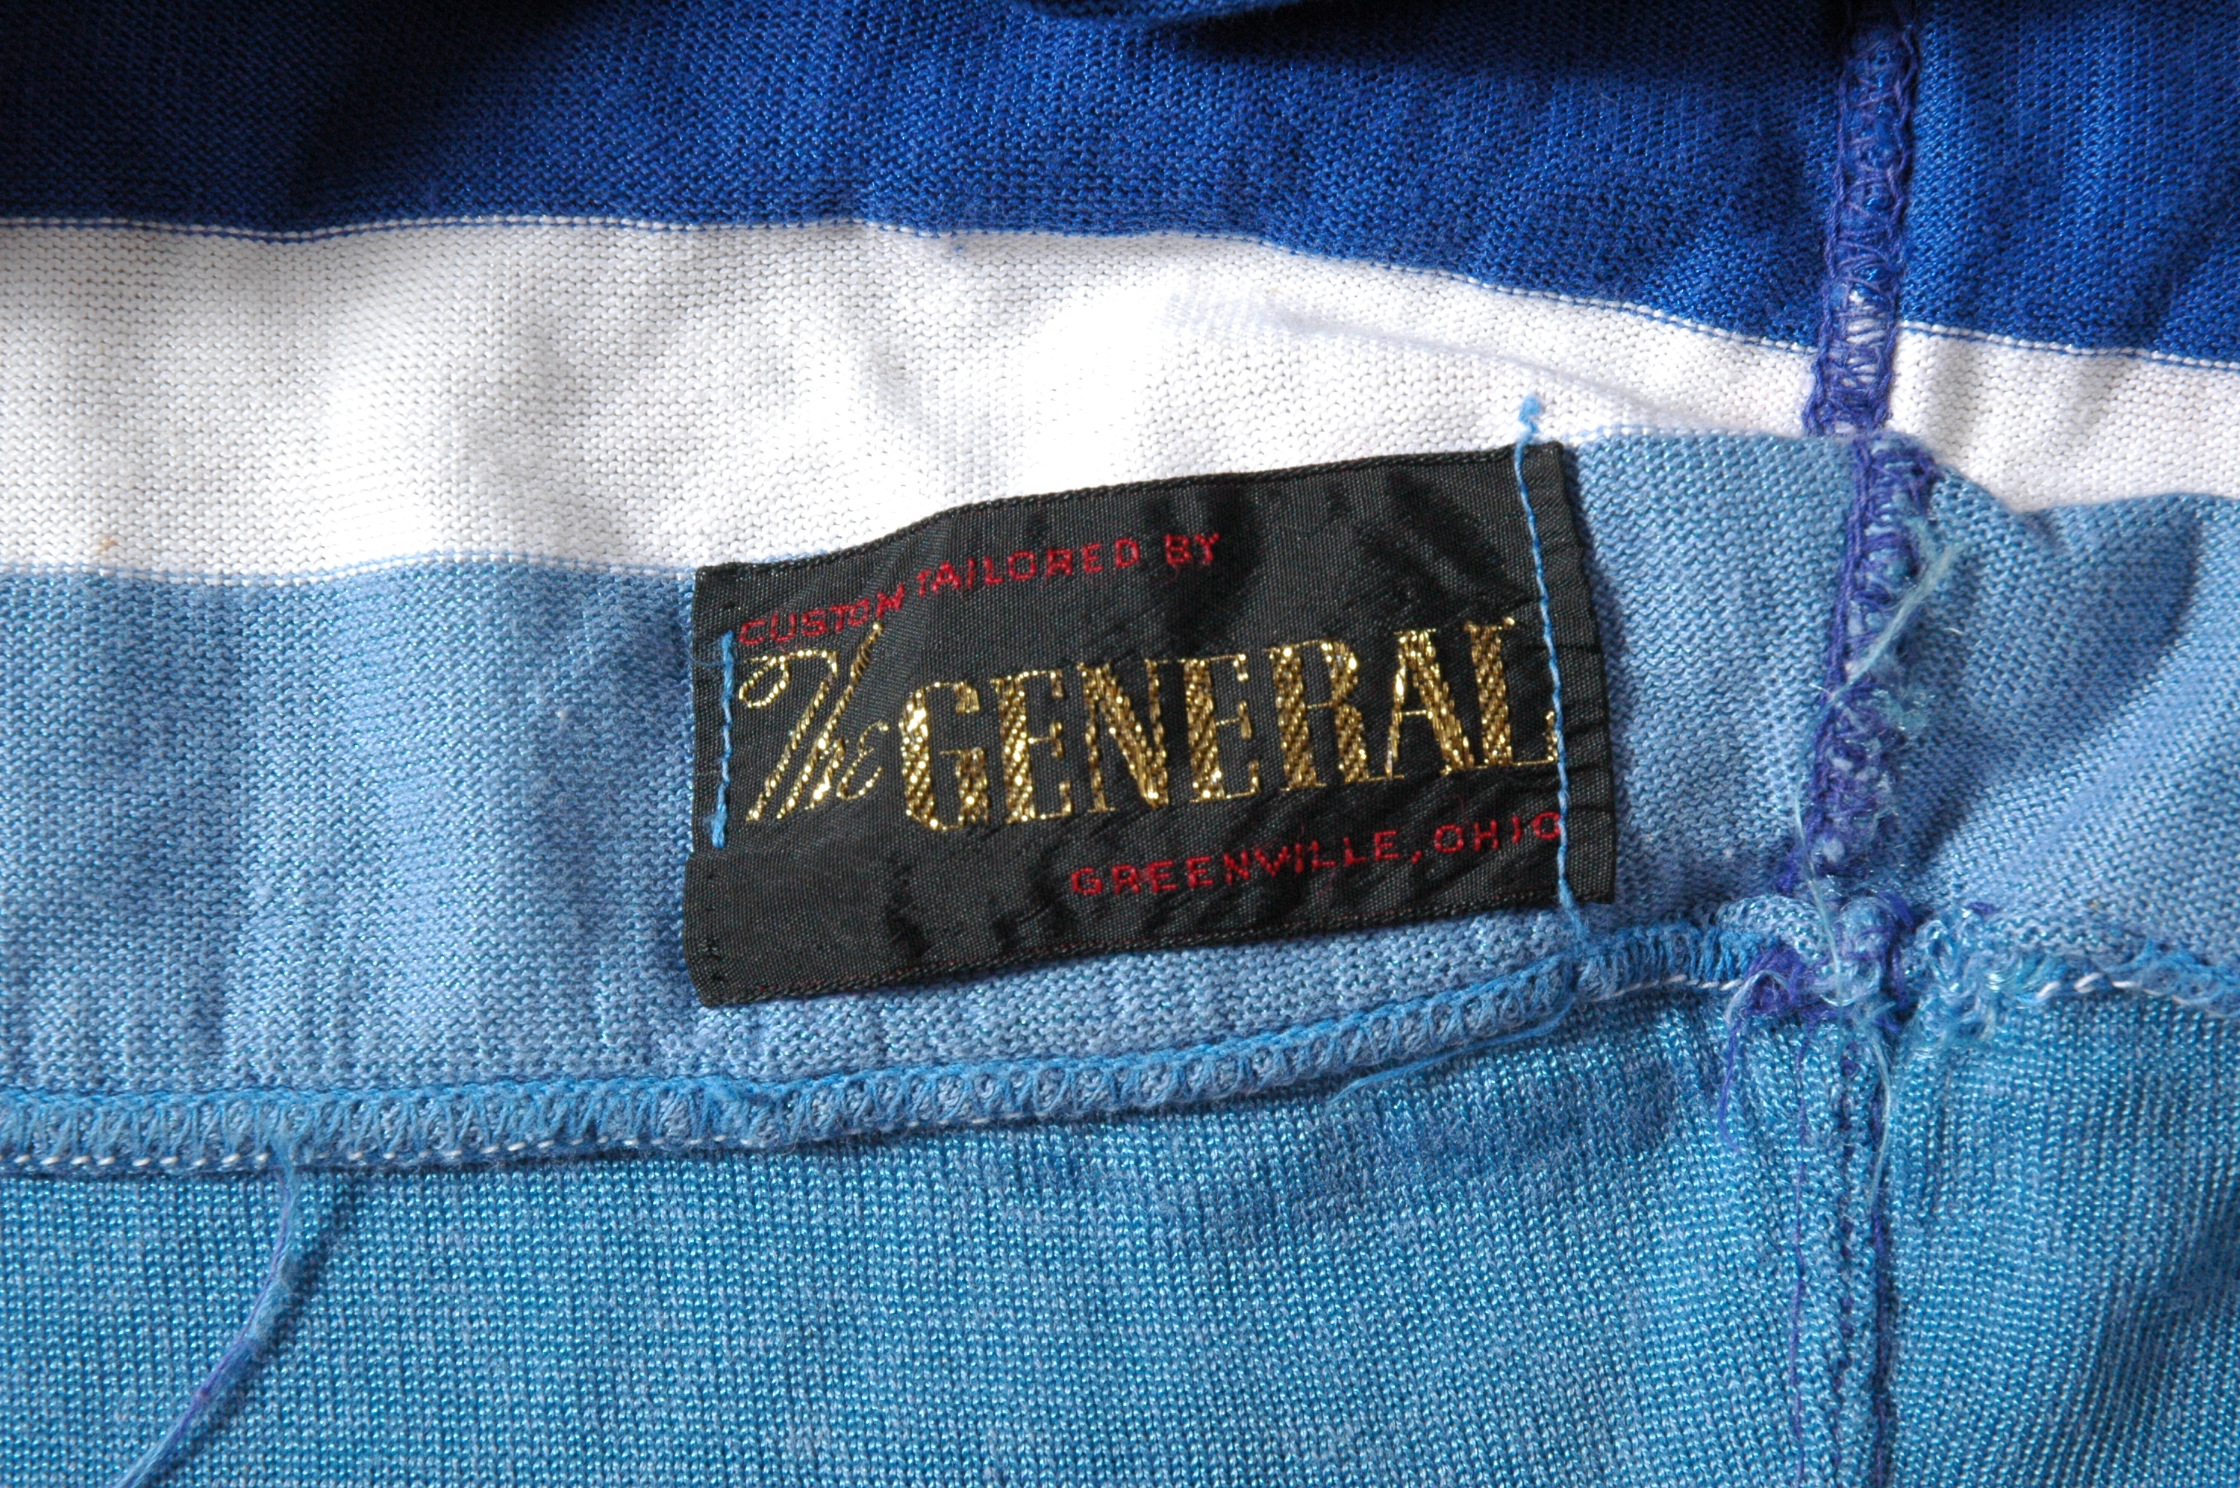 CUSTOM TAILORED BY
The GENERAL
GREENVILLE, OHIO